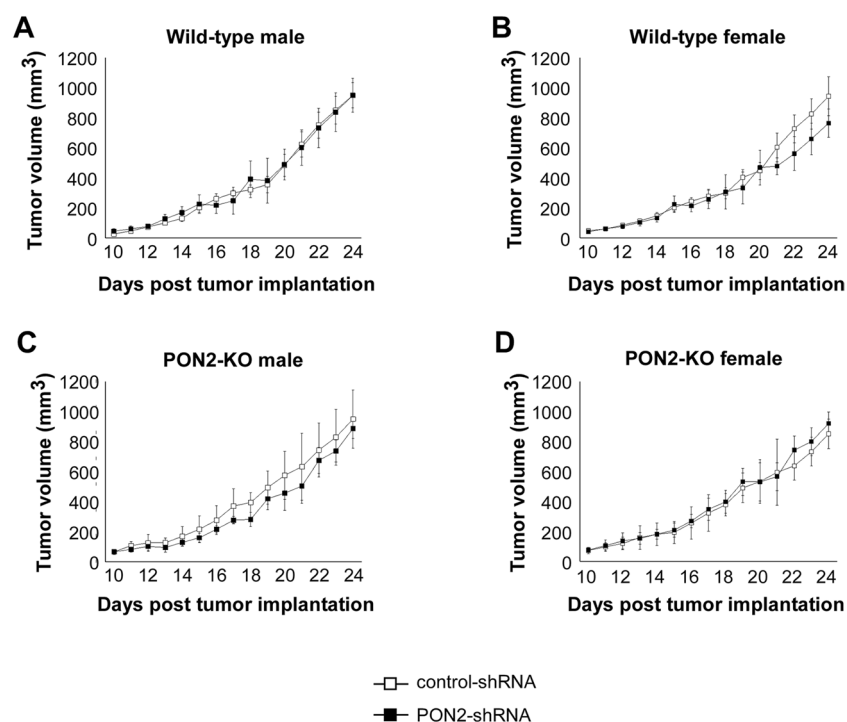 A
Wild-type male
Tumor volume (mm3)
1200
1000
800
600
400
200
0
10 12 14 16 18 20 22 24
Days post tumor implantation
B
Wild-type female
Tumor volume (mm3)
1200
1000
800
600
400
200
0
10 12 14 16 18 20 22 24
Days post tumor implantation
C
PON2-KO male
Tumor volume (mm3)
1200
1000
800
600
400
200
0
10 12 14 16 18 20 22 24
Days post tumor implantation
D
PON2-KO female
Tumor volume (mm3)
1200
1000
800
600
400
200
0
10 12 14 16 18 20 22 24
Days post tumor implantation
control-shRNA
PON2-shRNA